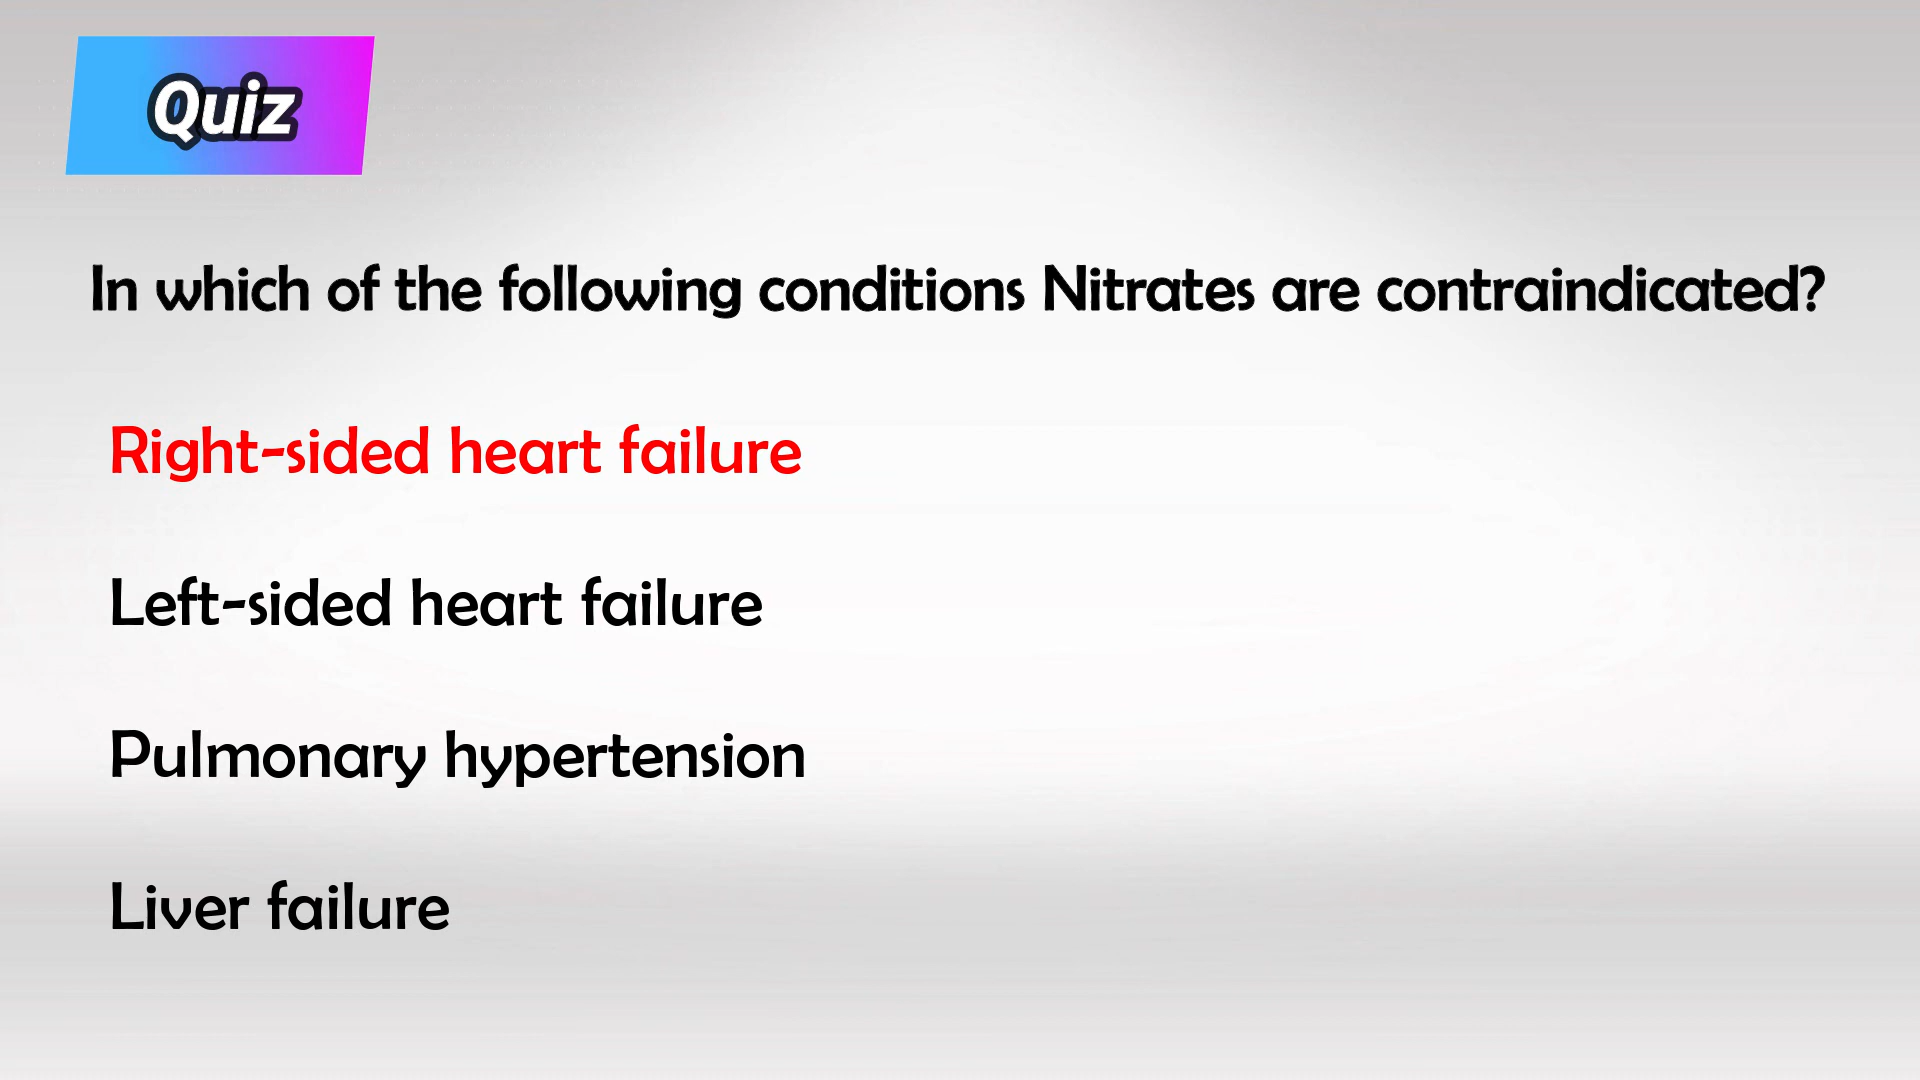 Quiz
In which of the following conditions Nitrates are contraindicated?
Right-sided heart failure
Left-sided heart failure
Pulmonary hypertension
Liver failure